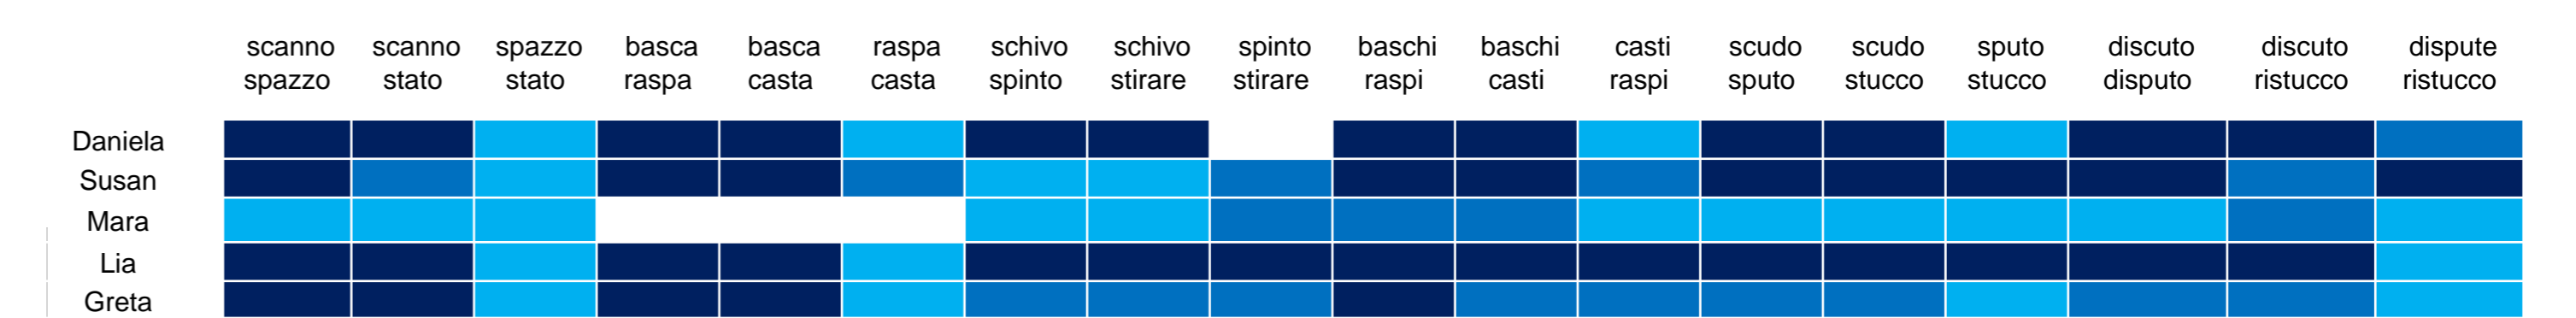 scanno scanno spazzo basca basca raspa schivo schivo spinto baschi baschi casti scudo scudo sputo discuto discuto dispute
spazzo stato stato raspa casta casta spinto stirare stirare raspi casti raspi sputo stucco stucco disputo ristucco ristucco
Daniela
Susan
Mara
Lia
Greta